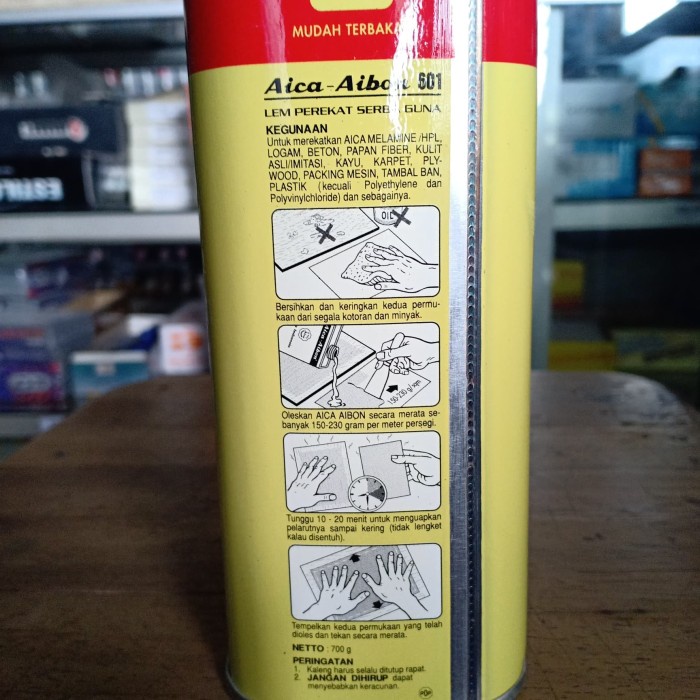 MUDAH TERBAKA
Aica-Aibon 601
LEM PEREKAT SERBA GUNA
KEGUNAAN
Untuk merekatkan AICA MELAMINE /HPL,
LOGAM, BETON, PAPAN FIBER, KULIT
ASLI/IMITASI, KAYU, KARPET, PLY-
WOOD, PACKING MESIN, TAMBAL BAN,
PLASTIK (kecuali Polyethylene dan
Polyvinylchloride) dan sebagainya.
OIL
Bersihkan dan keringkan kedua permu-
kaan dari segala kotoran dan minyak.
150-230 g/sqm
Oleskan AICA AIBON secara merata se-
banyak 150-230 gram per meter persegi.
Tunggu 10 - 20 menit untuk menguapkan
pelarutnya sampai kering (tidak lengket
kalau disentuh).
Tempelkan kedua permukaan yang telah
dioles dan tekan secara merata.
NETTO : 700 g
PERINGATAN
1. Kaleng harus selalu ditutup rapat.
2. JANGAN DIHIRUP dapat
menyebabkan keracunan.
ESTIL